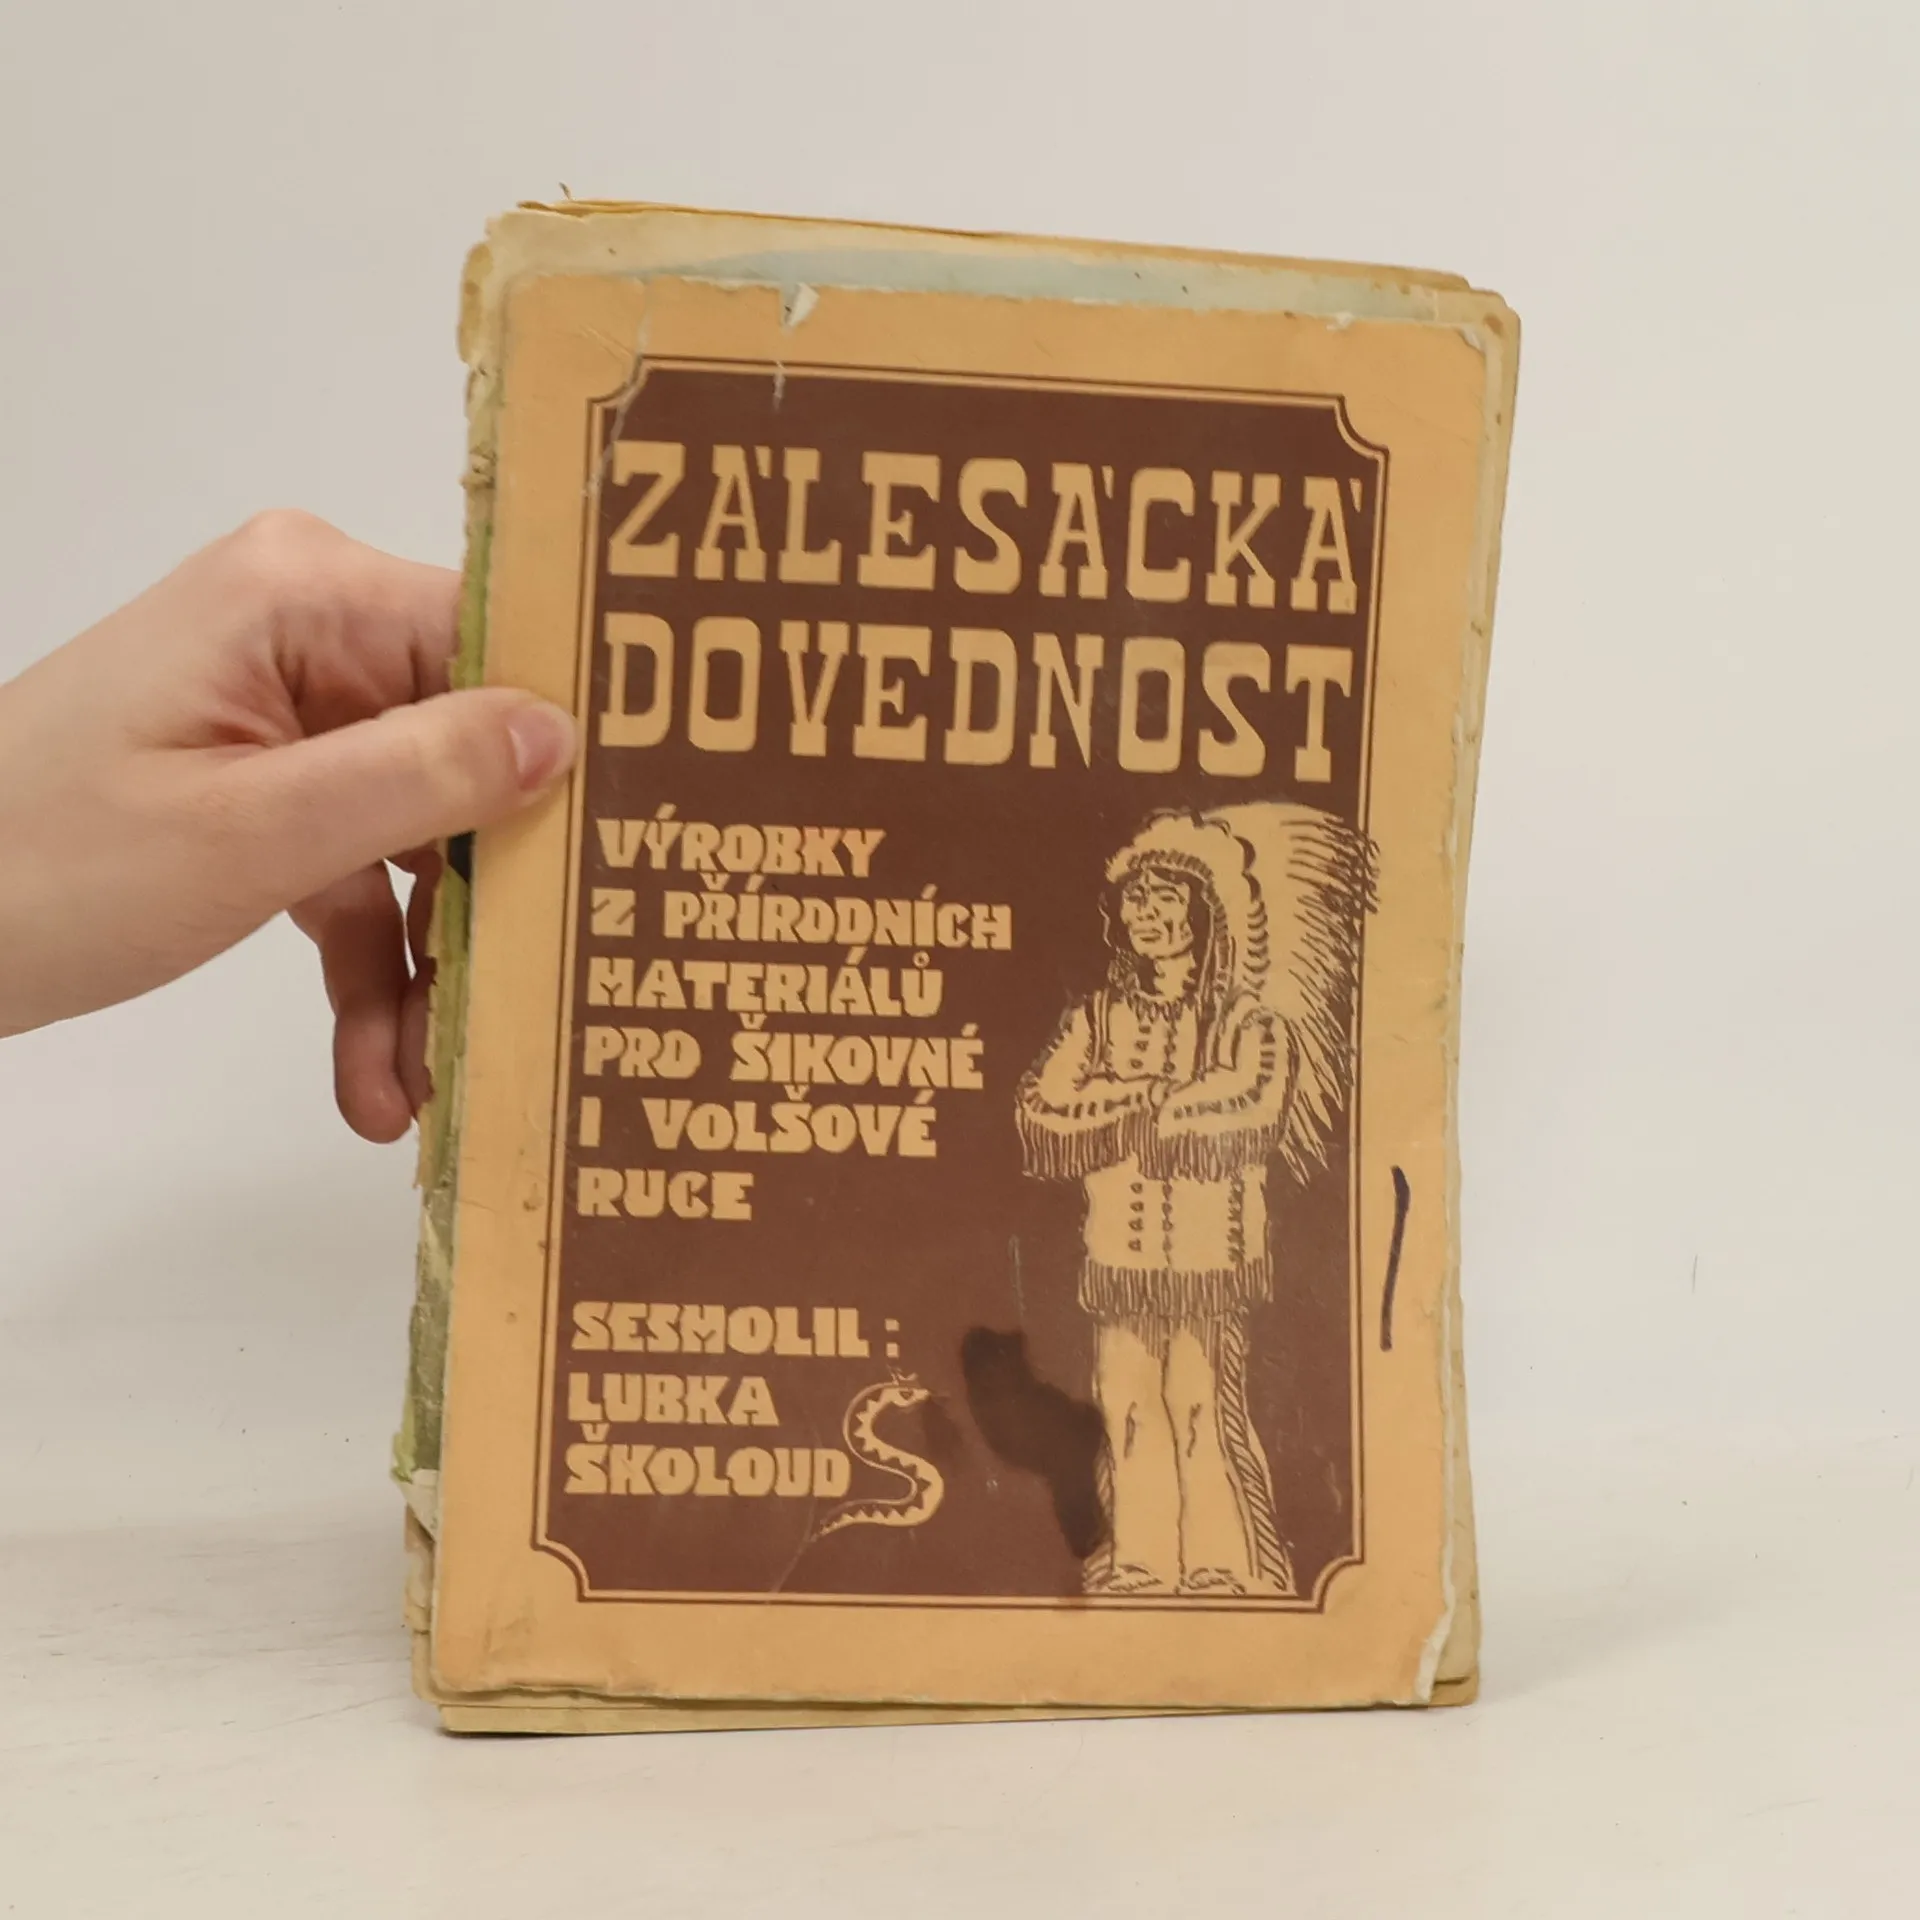 ZÁLESÁCKÁ
DOVEDNOST
VÝROBKY
Z PŘÍRODNÍCH
MATERIÁLŮ
PRO ŠIKOVNÉ
I VOLŠOVÉ
RUCE
SESMOLIL:
LUBKA
ŠKOLOUD